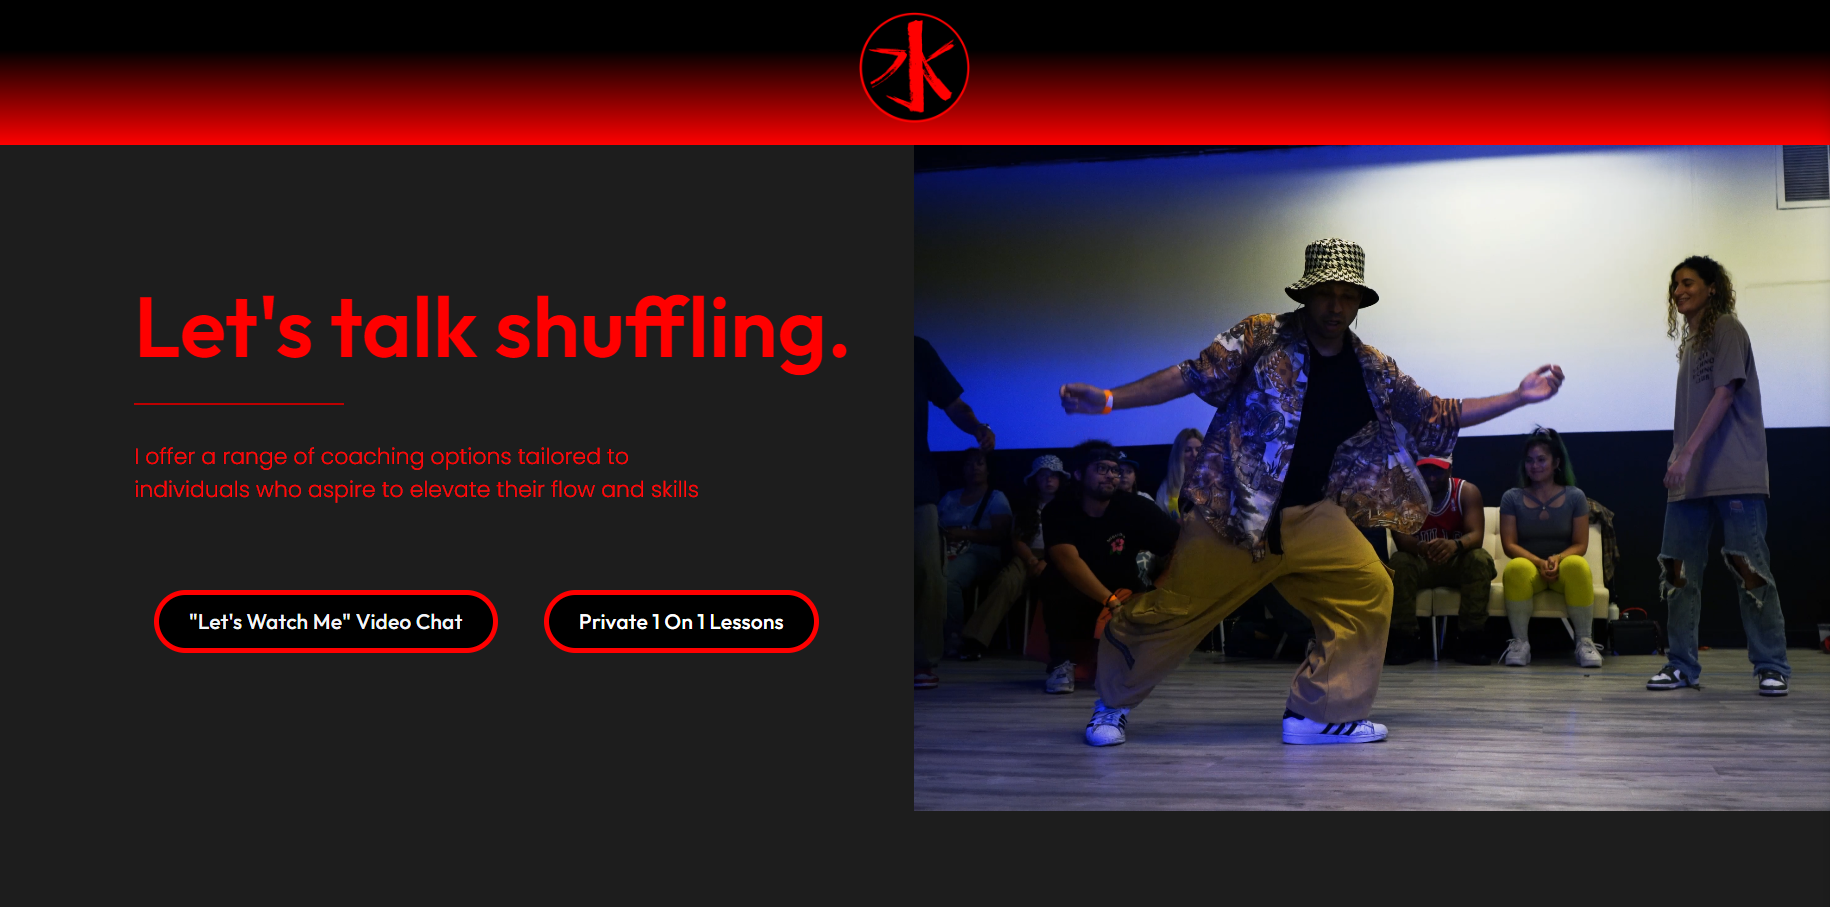 水
Let's talk shuffling.
I offer a range of coaching options tailored to
individuals who aspire to elevate their flow and skills
"Let's Watch Me" Video Chat
Private 1 On 1 Lessons